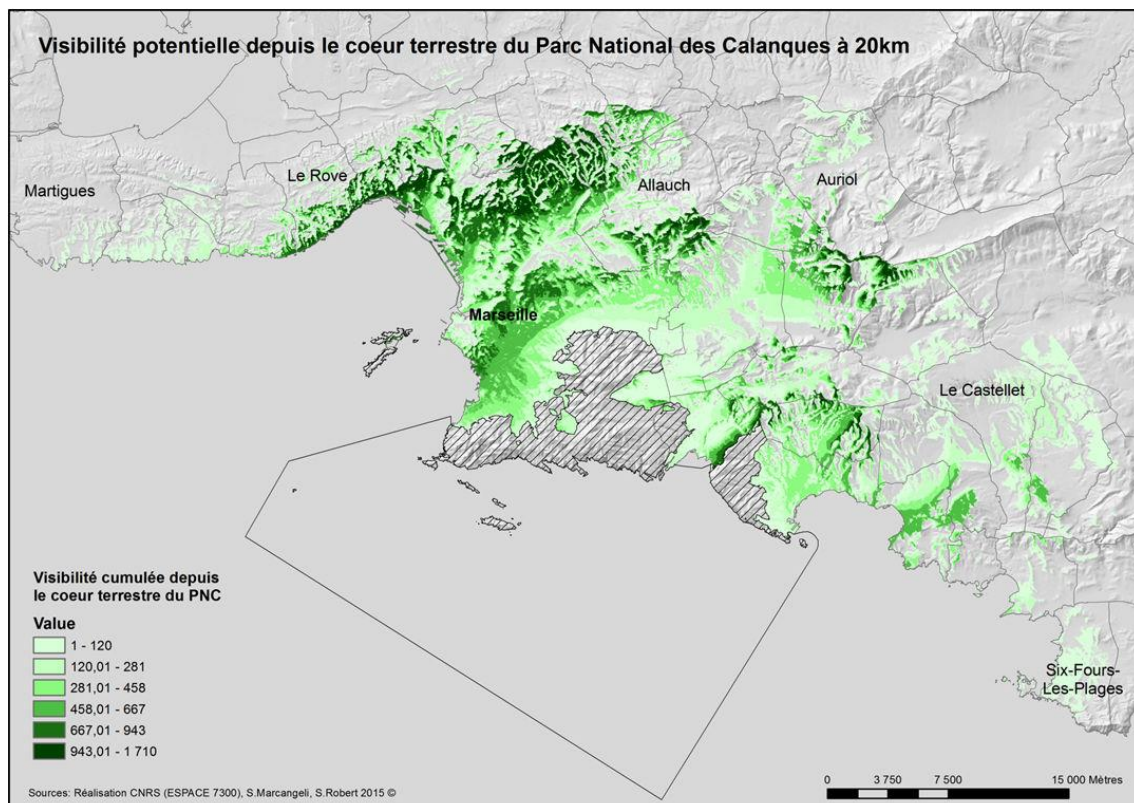 Visibilité potentielle depuis le coeur terrestre du Parc National des Calanques à 20km
Le Rove
Martigues
Allauch
Auriol
Marseille
Le Castellet
Six-Fours-
Les-Plages
Visibilité cumulée depuis
le coeur terrestre du PNC
Value
1 - 120
120,01 - 281
281,01 - 458
458,01 - 667
667,01 - 943
943,01 - 1 710
0 3 750 7 500 15 000 Mètres
Sources: Réalisation CNRS (ESPACE 7300), S.Marcangeli, S.Robert 2015 ©